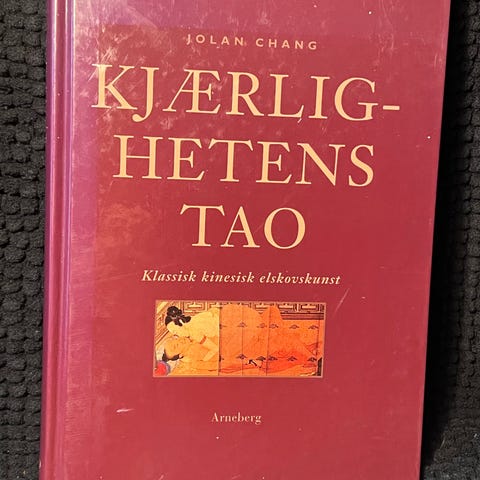 JOLAN CHANG
KJÆRLIG-
HETENS
TAO
Klassisk kinesisk elskovskunst
Arneberg